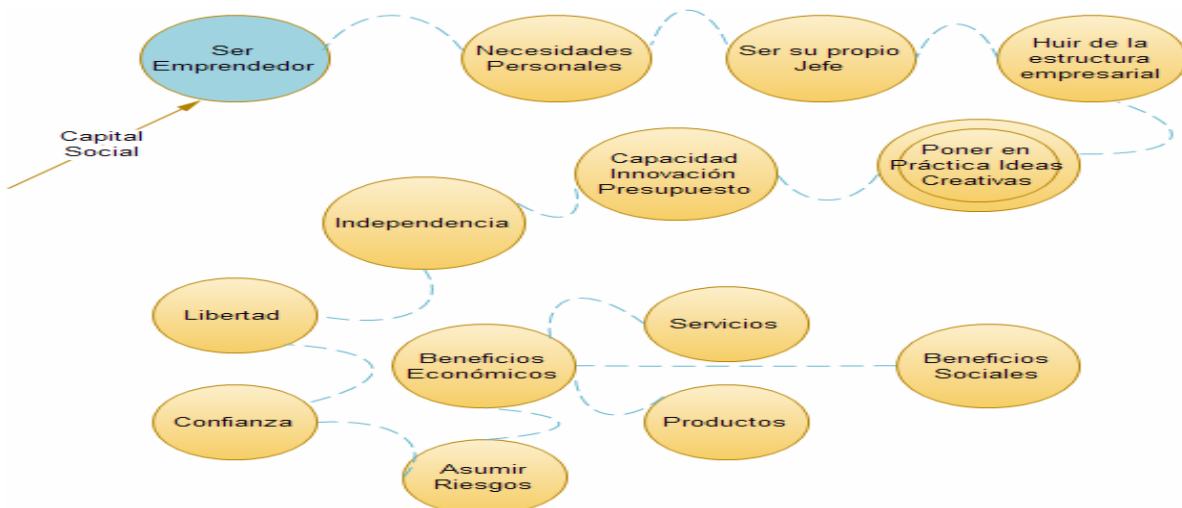 Ser
Emprendedor
Necesidades
Personales
Ser su propio
Jefe
Huir de la
estructura
empresarial
Capital
Social
Poner en
Práctica Ideas
Creativas
Capacidad
Innovación
Presupuesto
Independencia
Libertad
Confianza
Asumir
Riesgos
Beneficios
Económicos
Servicios
Productos
Beneficios
Sociales